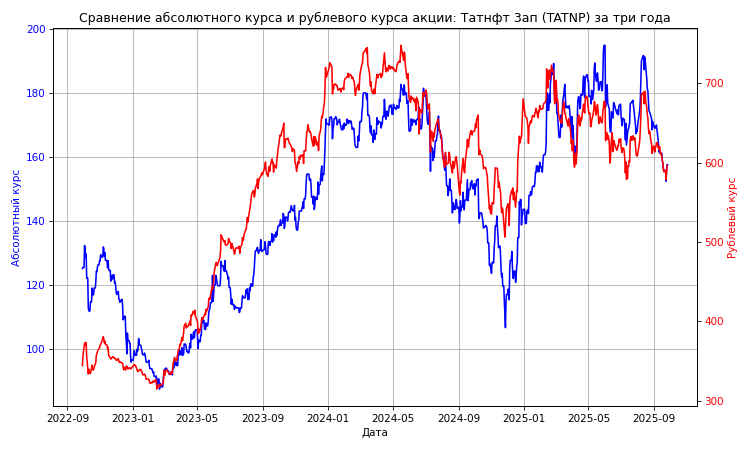 Сравнение абсолютного курса и рублевого курса акции: Татнфт 3ап (TATNP) за три года
200
180
160
140
120
100
Абсолютный курс
700
600
500
400
300
Рублевый курс
2022-09 2023-01 2023-05 2023-09 2024-01 2024-05 2024-09 2025-01 2025-05 2025-09
Дата